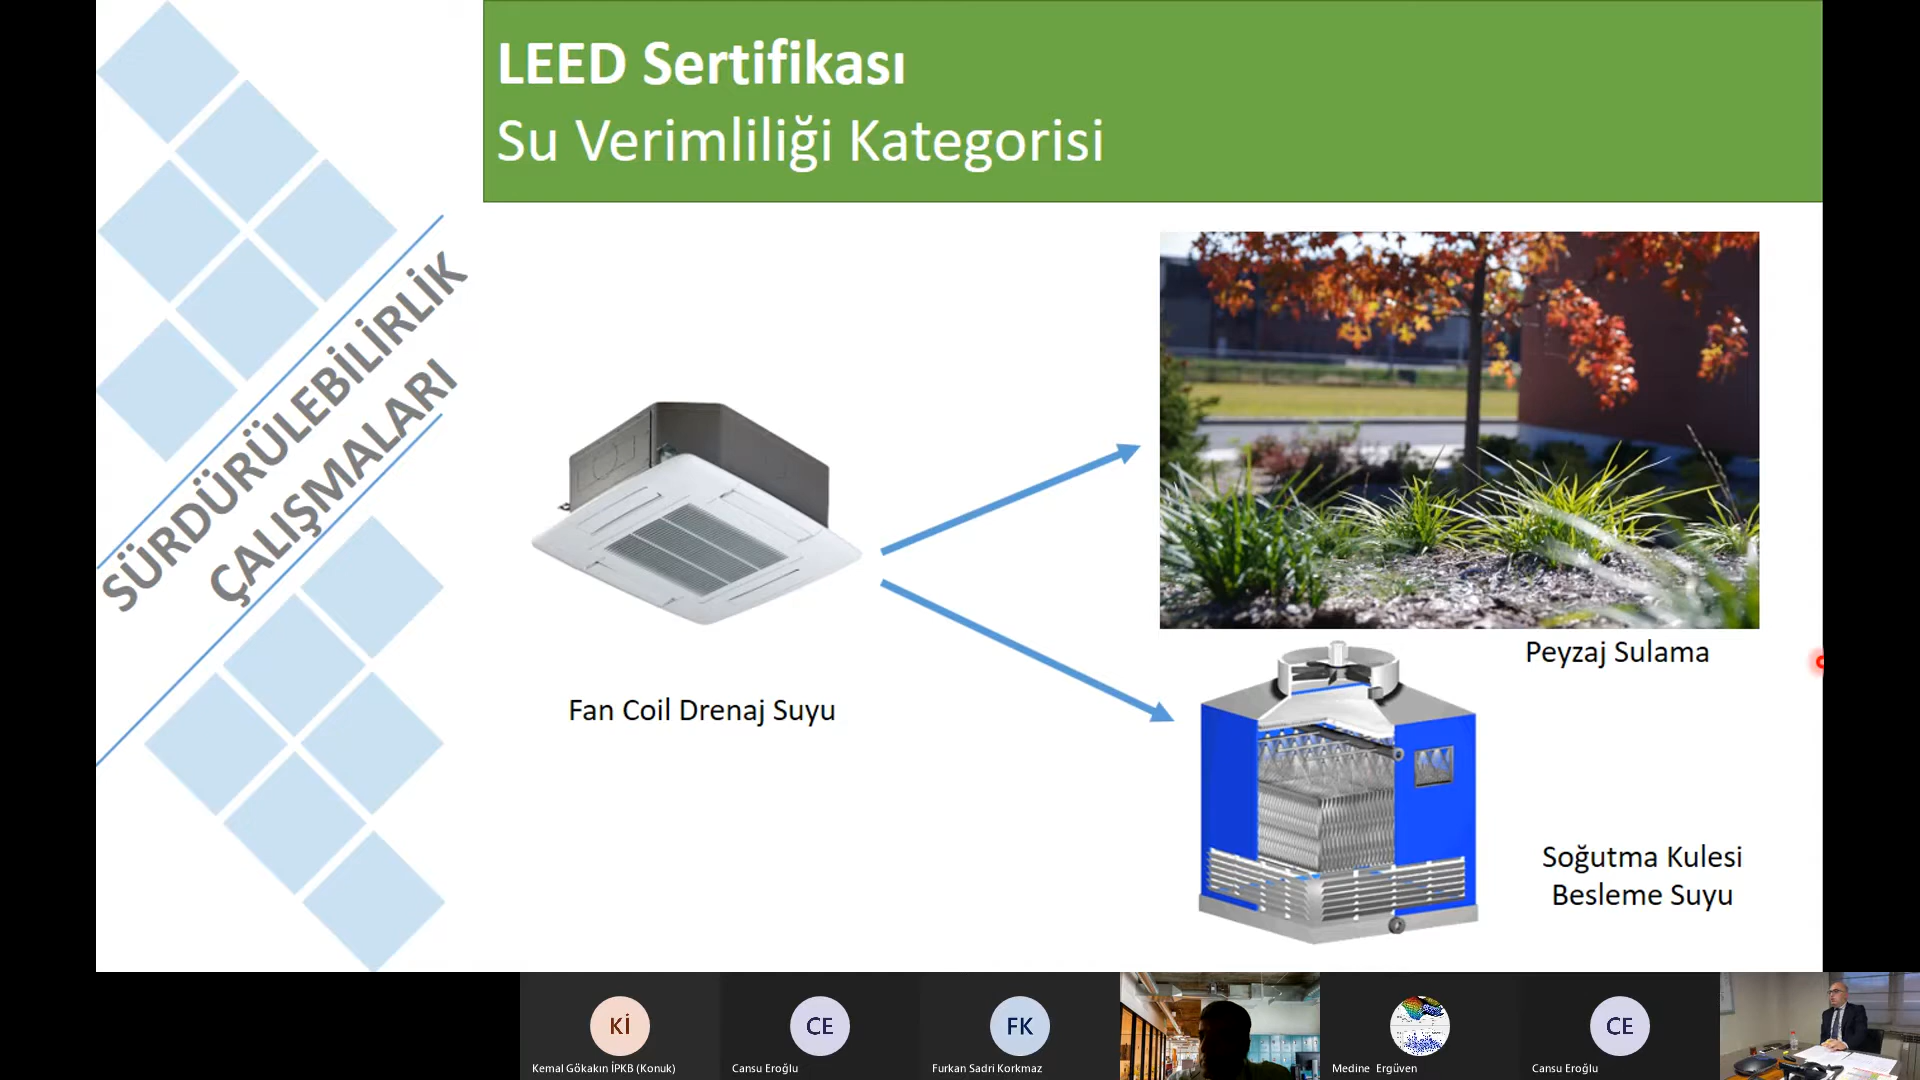 LEED Sertifikası
Su Verimliliği Kategorisi
SÜRDÜRÜLEBİLİRLİK
ÇALIŞMALARI
Fan Coil Drenaj Suyu
Peyzaj Sulama
Soğutma Kulesi
Besleme Suyu
Kİ
CE
FK
CE
Kemal Gökakın İPKB (Konuk)
Cansu Eroğlu
Furkan Sadri Korkmaz
Medine Ergüven
Cansu Eroğlu